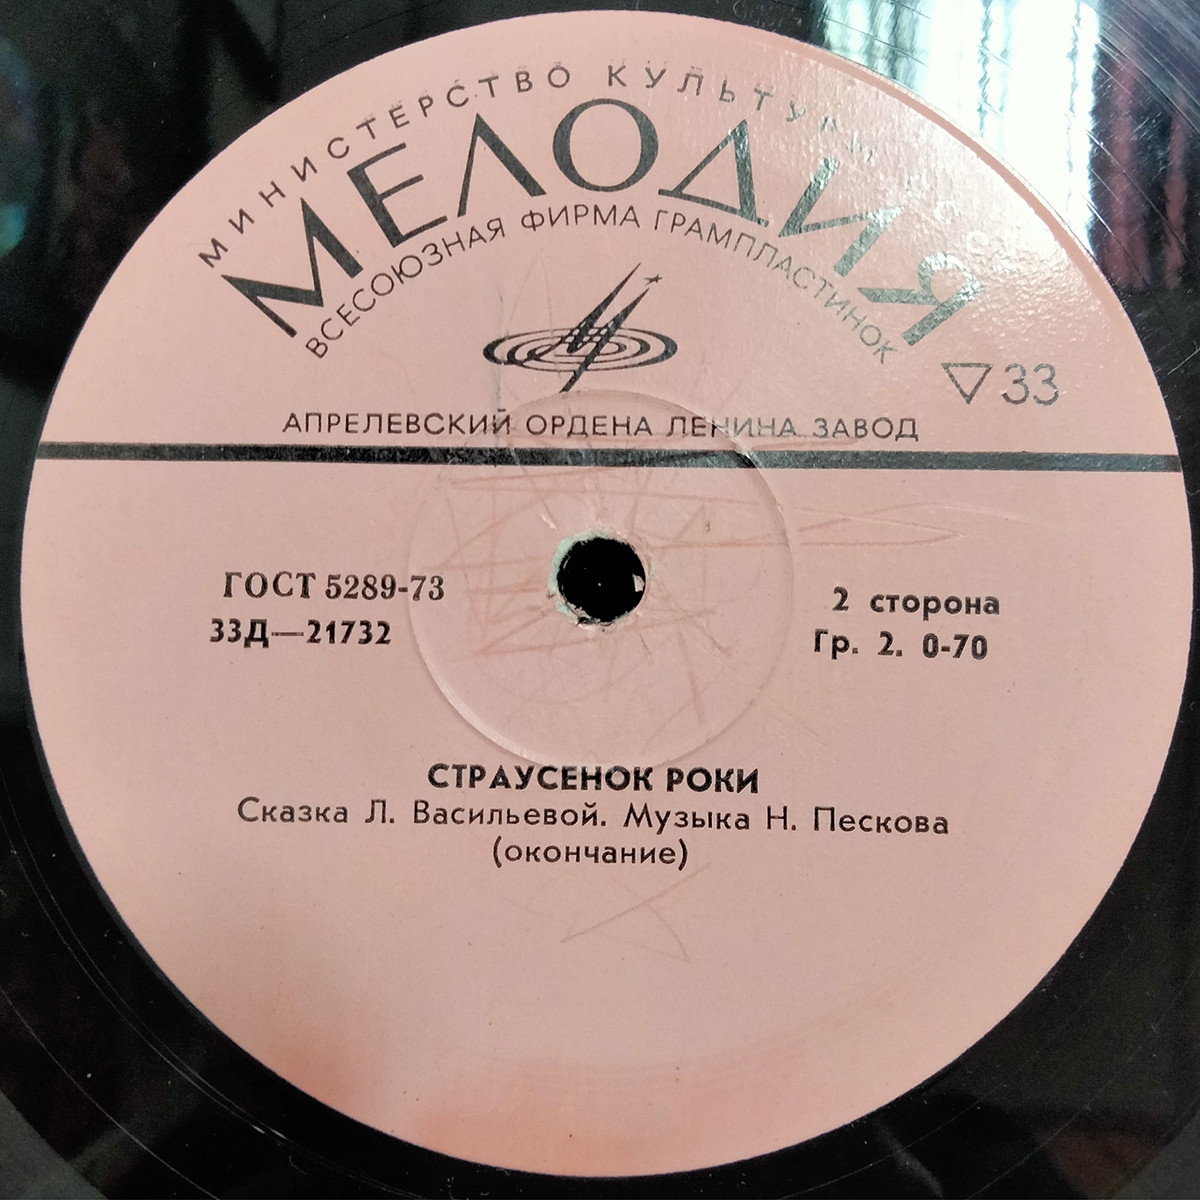 МИНИСТЕРСТВО КУЛЬТУРЫ СССР
МЕЛОДИЯ
ВСЕСОЮЗНАЯ ФИРМА ГРАМПЛАСТИНОК
33
АПРЕЛЕВСКИЙ ОРДЕНА ЛЕНИНА ЗАВОД
ГОСТ 5289-73
33Д—21732
2 сторона
Гр. 2. 0-70
СТРАУСЕНОК РОКИ
Сказка Л. Васильевой. Музыка Н. Пескова
(окончание)